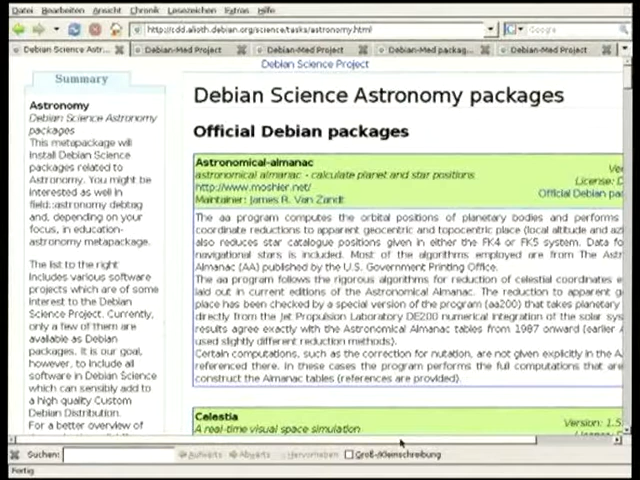 Datei Bearbeiten Ansicht Chronik Lesezeichen Extras Hilfe
http://cdd.alioth.debian.org/science/tasks/astronomy.html
Google
Debian Science Astr...
Debian-Med Project
Debian-Med Project
Debian-Med packag...
Debian-Med Project
Debian Science Project
Summary
Astronomy
Debian Science Astronomy
packages
This metapackage will
install Debian Science
packages related to
Astronomy. You might be
interested as well in
field::astronomy debtag
and, depending on your
focus, in education-
astronomy metapackage.
The list to the right
includes various software
projects which are of some
interest to the Debian
Science Project. Currently,
only a few of them are
available as Debian
packages. It is our goal,
however, to include all
software in Debian Science
which can sensibly add to
a high quality Custom
Debian Distribution.
For a better overview of
Debian Science Astronomy packages
Official Debian packages
Astronomical-almanac
astronomical almanac - calculate planet and star positions
http://www.moshier.net/
Maintainer: James R. Van Zandt
Ver
License: D
Official Debian pac
The aa program computes the orbital positions of planetary bodies and performs
coordinate reductions to apparent geocentric and topocentric place (local altitude and az
also reduces star catalogue positions given in either the FK4 or FK5 system. Data fo
navigational stars is included. Most of the algorithms employed are from The Ast
Almanac (AA) published by the U.S. Government Printing Office.
The aa program follows the rigorous algorithms for reduction of celestial coordinates e
laid out in current editions of the Astronomical Almanac. The reduction to apparent g
place has been checked by a special version of the program (aa200) that takes planetary
directly from the Jet Propulsion Laboratory DE200 numerical integration of the solar sys
results agree exactly with the Astronomical Almanac tables from 1987 onward (earlier A
used slightly different reduction methods).
Certain computations, such as the correction for nutation, are not given explicitly in the A
referenced there. In these cases the program performs the full computations that are
construct the Almanac tables (references are provided).
Celestia
A real-time visual space simulation
Version: 1.5
Suchen:
Aufwärts Abwärts Hervorheben Groß-/Kleinschreibung
Fertig